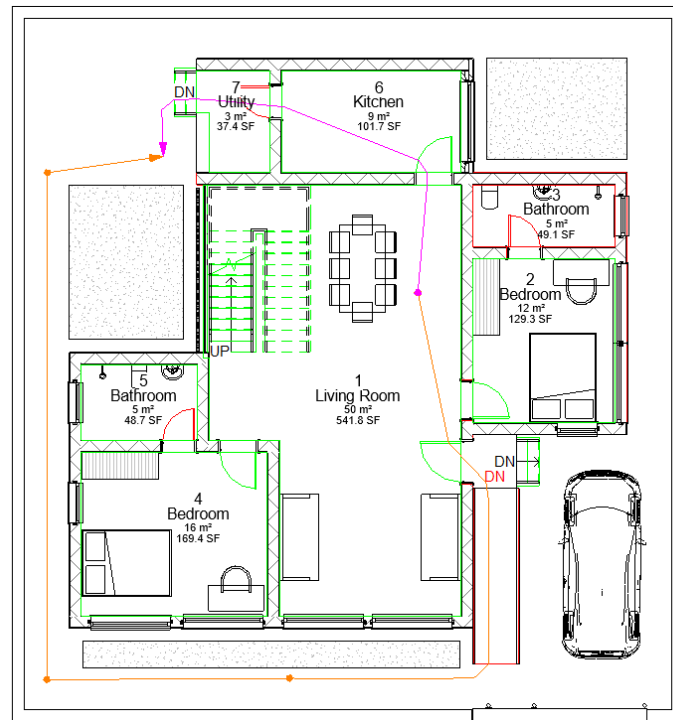 7
Utility
3 m²
37.4 SF
6
Kitchen
9 m²
101.7 SF
DN
3
Bathroom
5 m²
49.1 SF
2
Bedroom
12 m²
129.3 SF
UP
1
Living Room
50 m²
541.8 SF
5
Bathroom
5 m²
48.7 SF
DN
DN
4
Bedroom
16 m²
169.4 SF
i